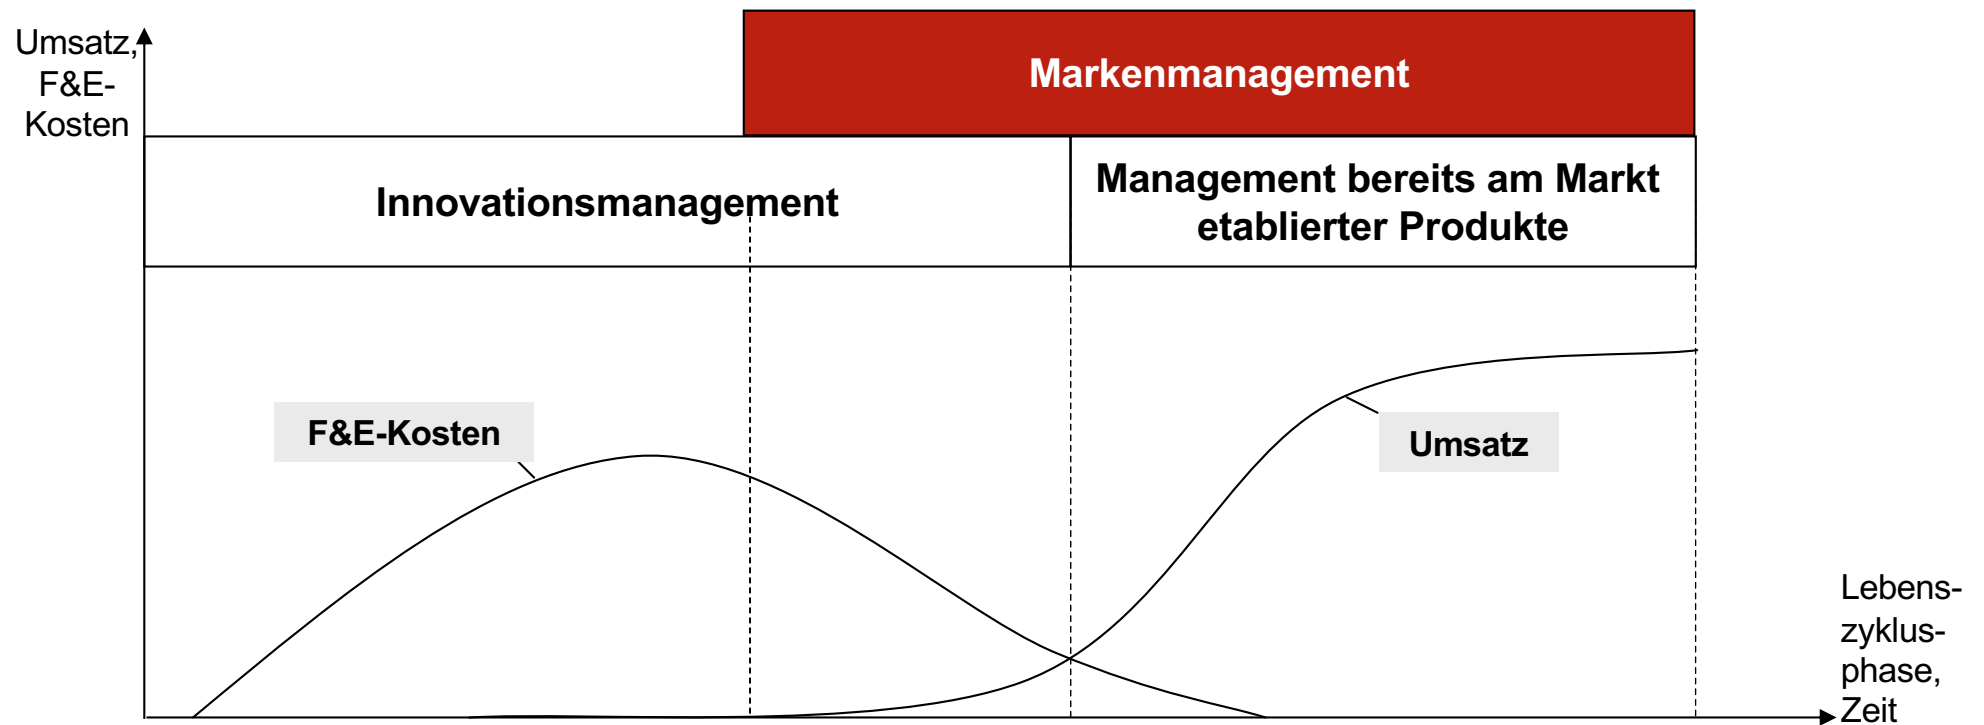 Umsatz,
F&E-
Kosten
Markenmanagement
Innovationsmanagement
Management bereits am Markt
etablierter Produkte
F&E-Kosten
Umsatz
Lebens-
zyklus-
phase,
Zeit